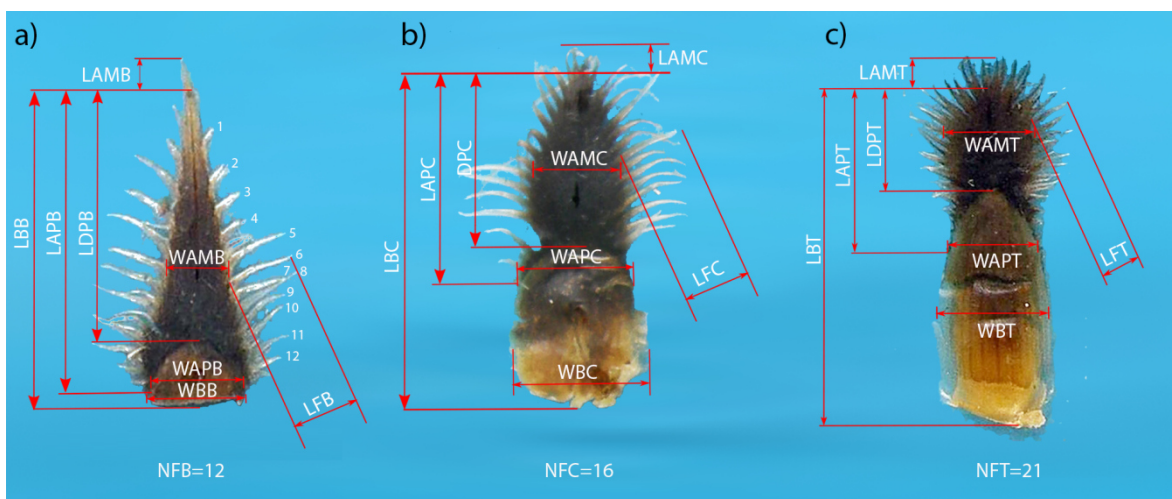 a)
LAMB
LBB
LAPB
LDPB
1
2
3
4
5
6
7
8
9
10
11
12
WAMB
WAPB
WBB
LFB
NFB=12
b)
LAMC
LBC
LAPC
LDPC
WAMC
WAPC
WBC
LFC
NFC=16
c)
LAMT
LBT
LAPT
LDPT
WAMT
WAPT
WBT
LFT
NFT=21